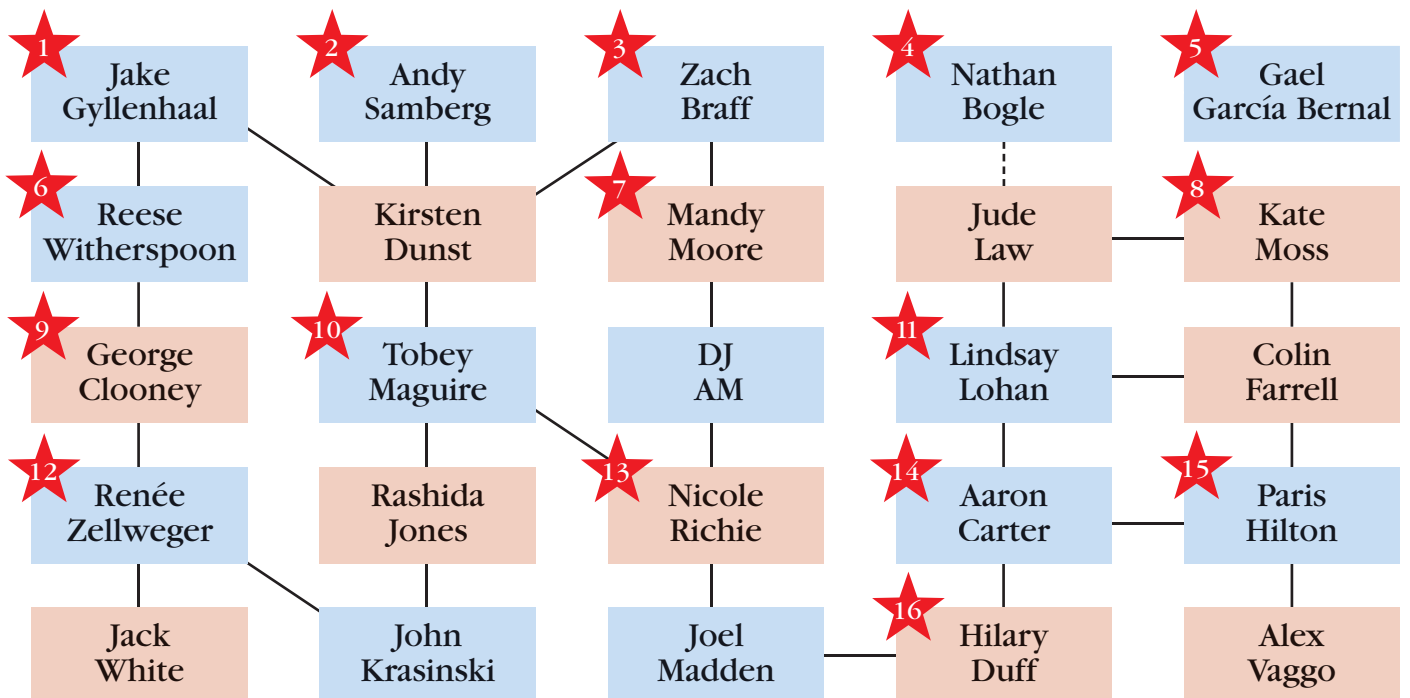 1
Jake
Gyllenhaal
2
Andy
Samberg
3
Zach
Braff
4
Nathan
Bogle
5
Gael
García Bernal
6
Reese
Witherspoon
Kirsten
Dunst
7
Mandy
Moore
Jude
Law
8
Kate
Moss
9
George
Clooney
10
Tobey
Maguire
DJ
AM
11
Lindsay
Lohan
Colin
Farrell
12
Renée
Zellweger
Rashida
Jones
13
Nicole
Richie
14
Aaron
Carter
15
Paris
Hilton
Jack
White
John
Krasinski
Joel
Madden
16
Hilary
Duff
Alex
Vaggo